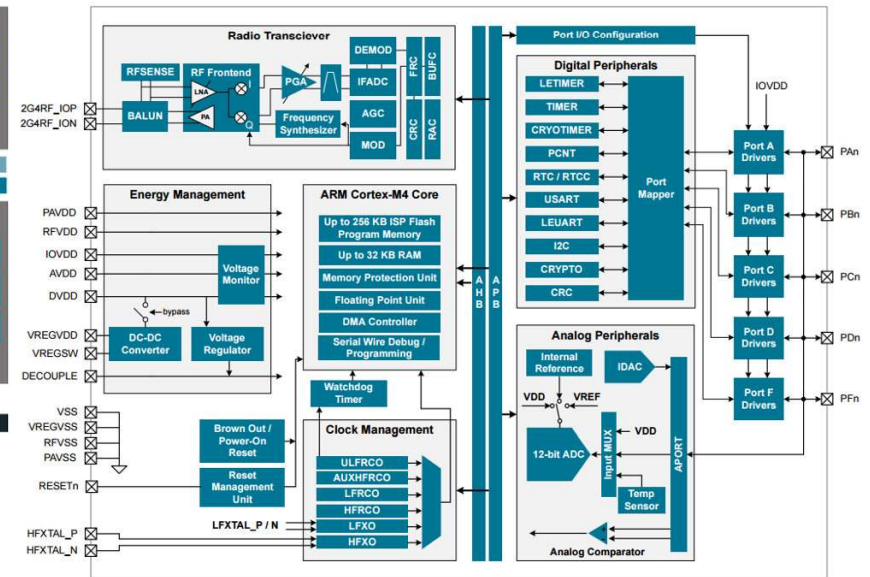 Radio Transciever
RFSENSE
RF Frontend
LNA
I
PA
Q
BALUN
PGA
Frequency
Synthesizer
DEMOD
IFADC
AGC
MOD
FRC
BUFC
CRC
RAC
2G4RF_IOP
2G4RF_ION
Energy Management
PAVDD
RFVDD
IOVDD
AVDD
DVDD
VREGVDD
VREGSW
DECOUPLE
Voltage
Monitor
bypass
DC-DC
Converter
Voltage
Regulator
VSS
VREGVSS
RFVSS
PAVSS
RESETn
HFXTAL_P
HFXTAL_N
Brown Out /
Power-On
Reset
Reset
Management
Unit
LFXTAL_P / N
ARM Cortex-M4 Core
Up to 256 KB ISP Flash
Program Memory
Up to 32 KB RAM
Memory Protection Unit
Floating Point Unit
DMA Controller
Serial Wire Debug /
Programming
Watchdog
Timer
Clock Management
ULFRCO
AUXHFRCO
LFRCO
HFRCO
LFXO
HFXO
A
H
B
A
P
B
Port I/O Configuration
Digital Peripherals
LETIMER
TIMER
CRYOTIMER
PCNT
RTC / RTCC
USART
LEUART
I2C
CRYPTO
CRC
Port
Mapper
Analog Peripherals
Internal
Reference
IDAC
VDD
VREF
12-bit ADC
Input MUX
VDD
Temp
Sensor
APORT
Analog Comparator
IOVDD
Port A
Drivers
Port B
Drivers
Port C
Drivers
Port D
Drivers
Port F
Drivers
PAn
PBn
PCn
PDn
PFn